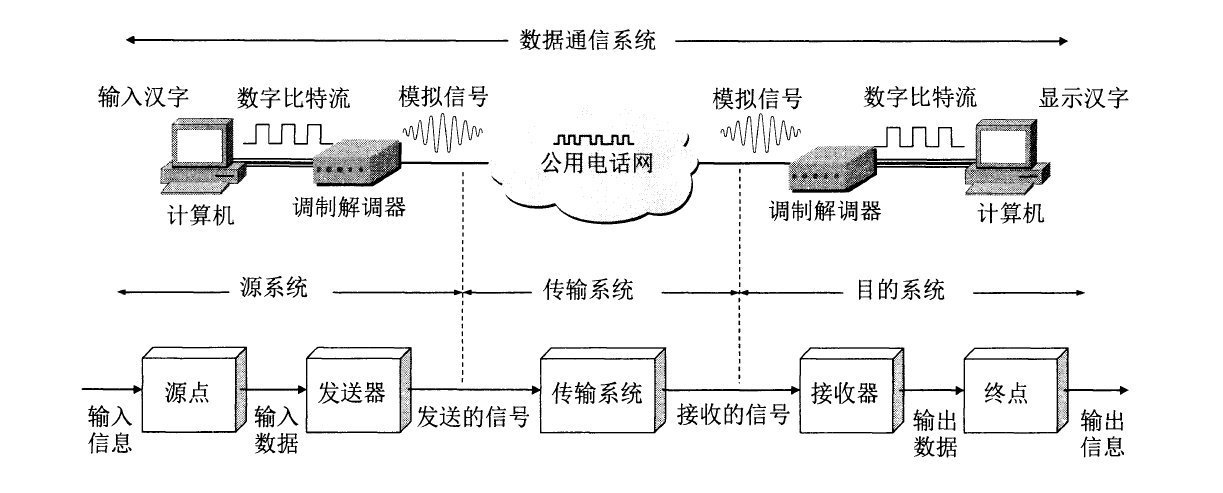 数据通信系统
输入汉字
数字比特流
模拟信号
模拟信号
数字比特流
显示汉字
公用电话网
计算机
调制解调器
调制解调器
计算机
源系统
传输系统
目的系统
源点
发送器
传输系统
接收器
终点
输入
信息
输入
数据
发送的信号
接收的信号
输出
数据
输出
信息